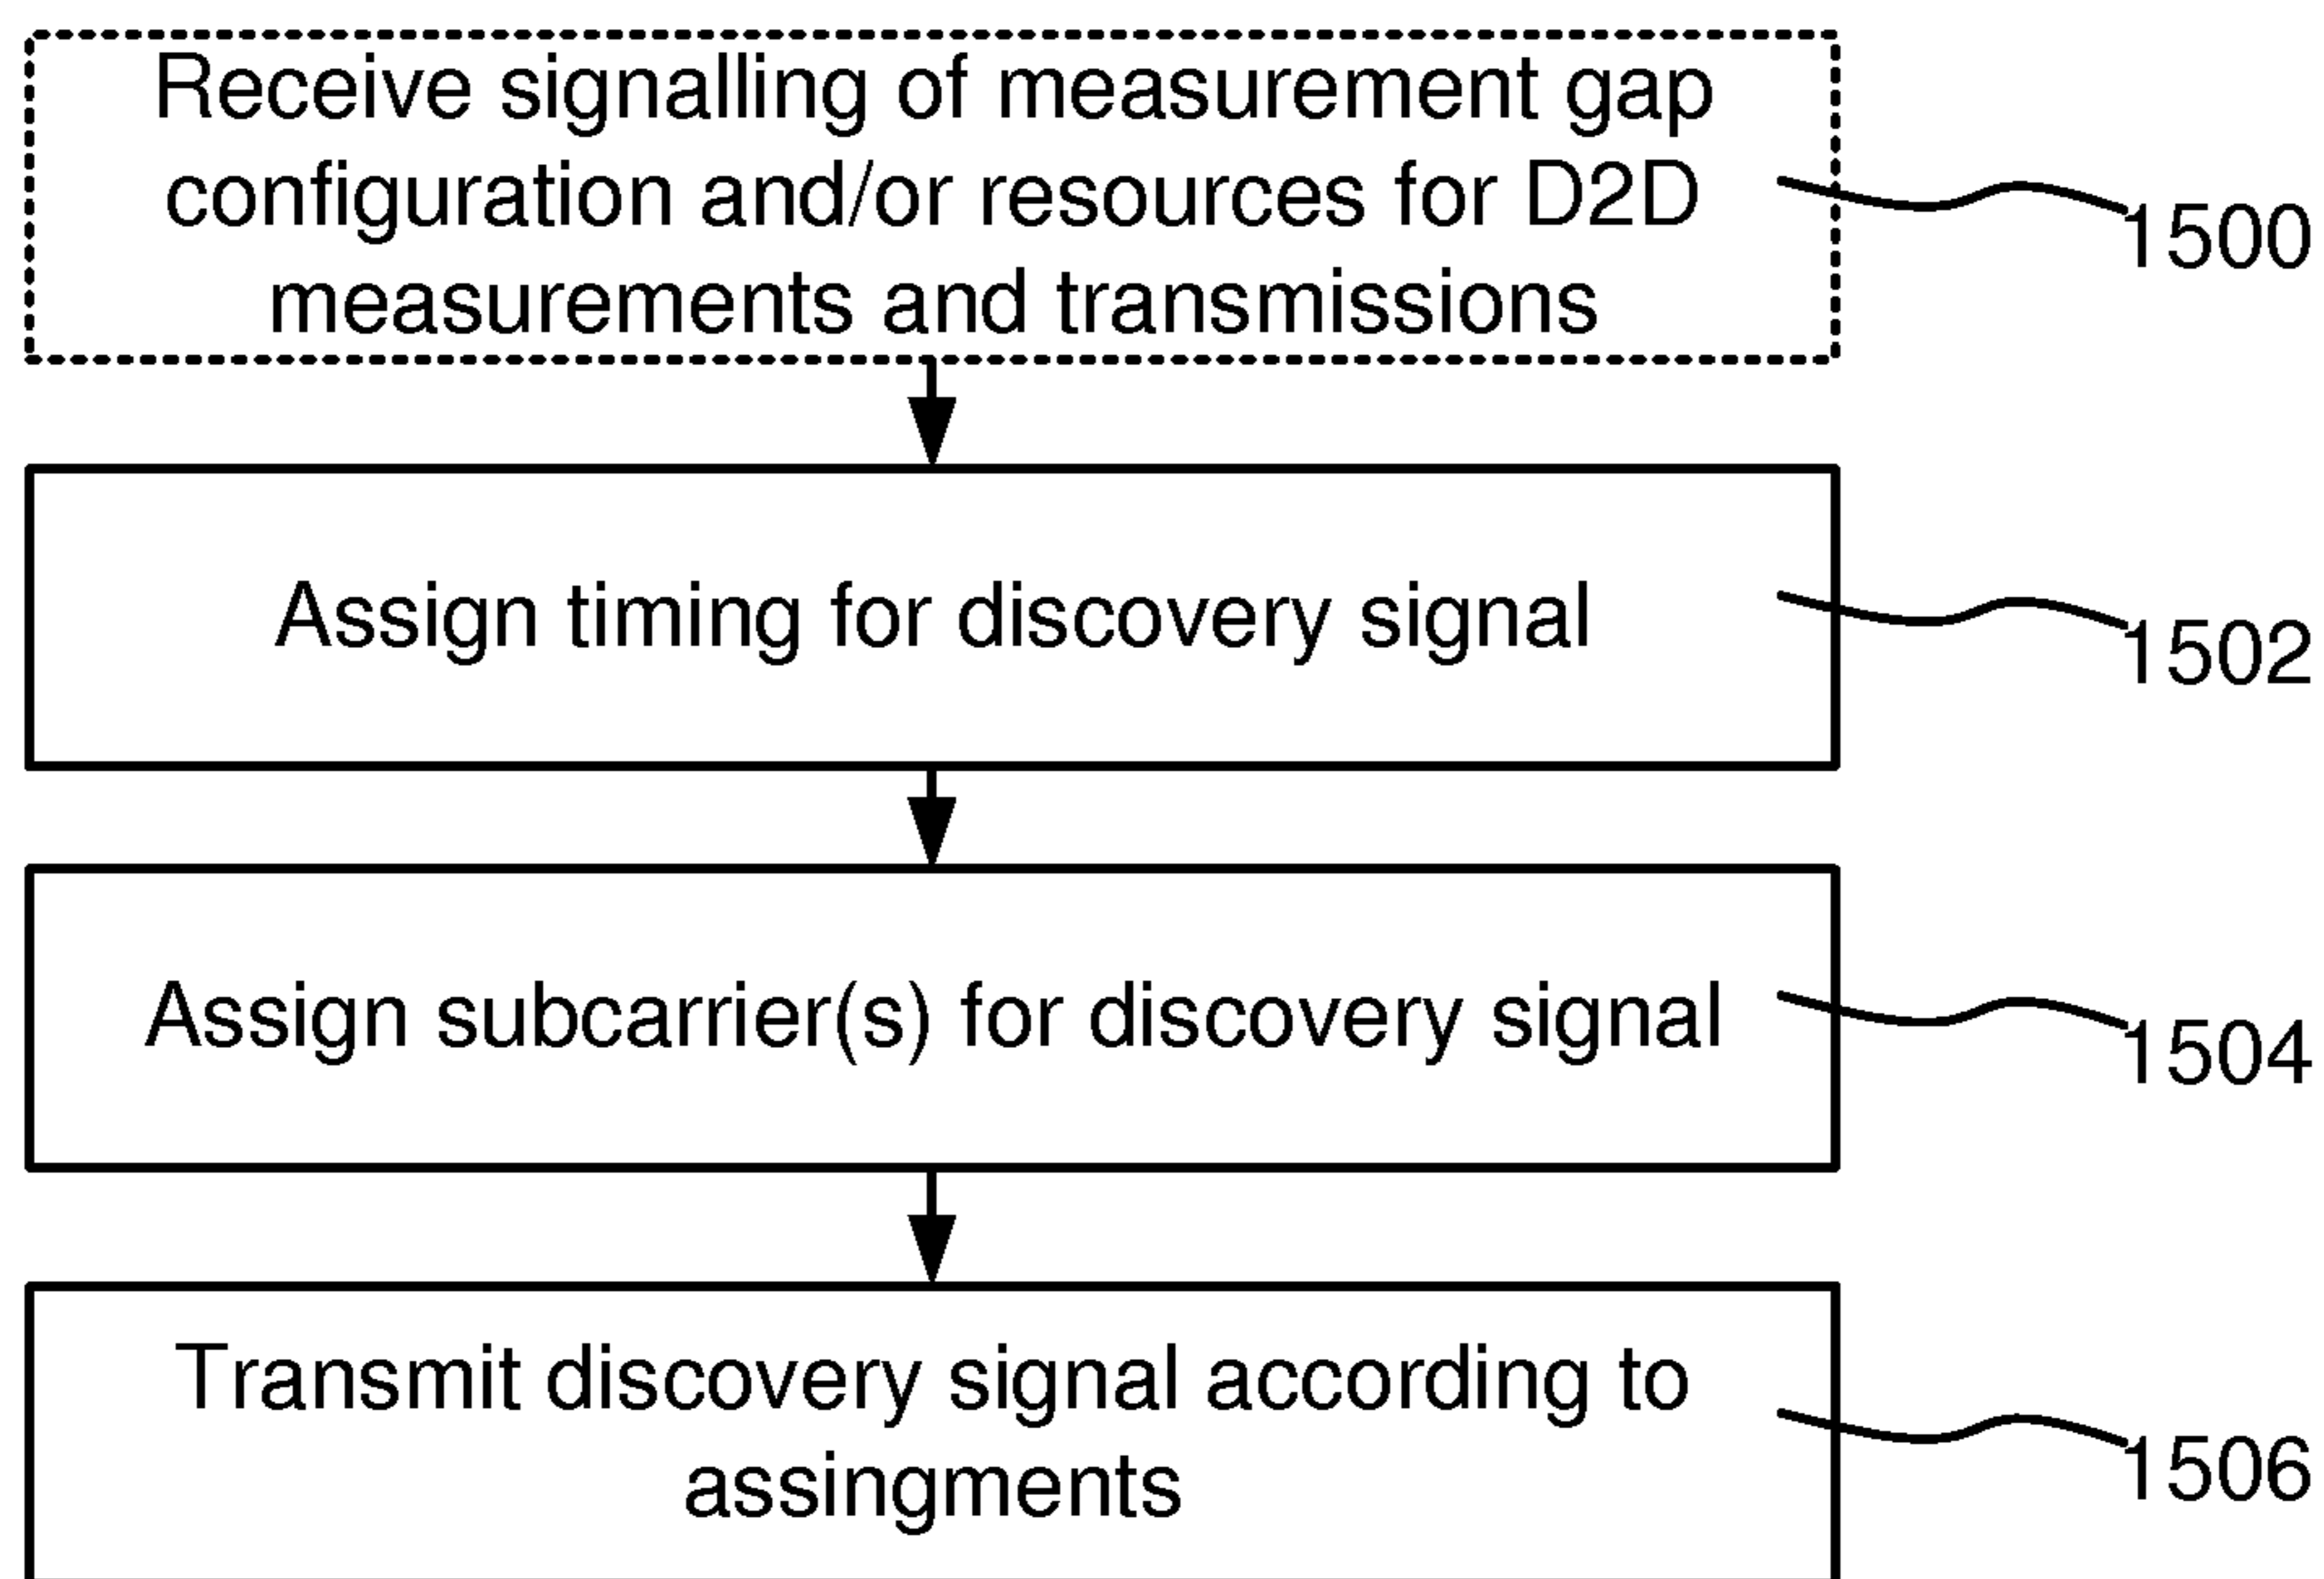 Receive signalling of measurement gap
configuration and/or resources for D2D
measurements and transmissions
1500
Assign timing for discovery signal
1502
Assign subcarrier(s) for discovery signal
1504
Transmit discovery signal according to
assingments
1506